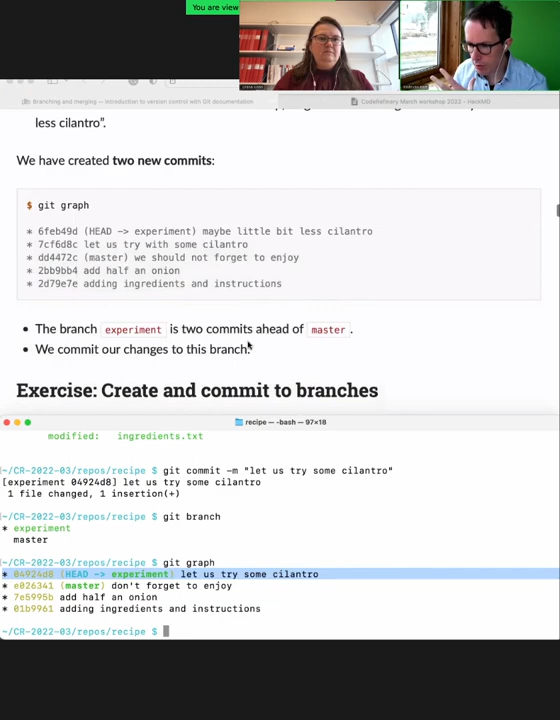 You are view
Branching and merging — Introduction to version control with Git documentation
CodeRefinery March workshop 2022 - HackMD
less cilantro".
We have created two new commits:
$ git graph
* 6feb49d (HEAD -> experiment) maybe little bit less cilantro
* 7cf6d8c let us try with some cilantro
* dd4472c (master) we should not forget to enjoy
* 2bb9bb4 add half an onion
* 2d79e7e adding ingredients and instructions
• The branch experiment is two commits ahead of master.
• We commit our changes to this branch.
Exercise: Create and commit to branches
recipe — -bash — 97×18
modified:   ingredients.txt
~/CR-2022-03/repos/recipe $ git commit -m "let us try some cilantro"
[experiment 04924d8] let us try some cilantro
1 file changed, 1 insertion(+)
~/CR-2022-03/repos/recipe $ git branch
* experiment
master
~/CR-2022-03/repos/recipe $ git graph
* 04924d8 (HEAD -> experiment) let us try some cilantro
* e026341 (master) don't forget to enjoy
* 7e5995b add half an onion
* 01b9961 adding ingredients and instructions
~/CR-2022-03/repos/recipe $